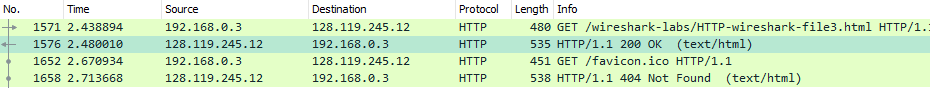 No. Time Source Destination Protocol Length Info
1571 2.438894 192.168.0.3 128.119.245.12 HTTP 480 GET /wireshark-labs/HTTP-wireshark-file3.html HTTP/1.
1576 2.480010 128.119.245.12 192.168.0.3 HTTP 535 HTTP/1.1 200 OK (text/html)
1652 2.670934 192.168.0.3 128.119.245.12 HTTP 451 GET /favicon.ico HTTP/1.1
1658 2.713668 128.119.245.12 192.168.0.3 HTTP 538 HTTP/1.1 404 Not Found (text/html)